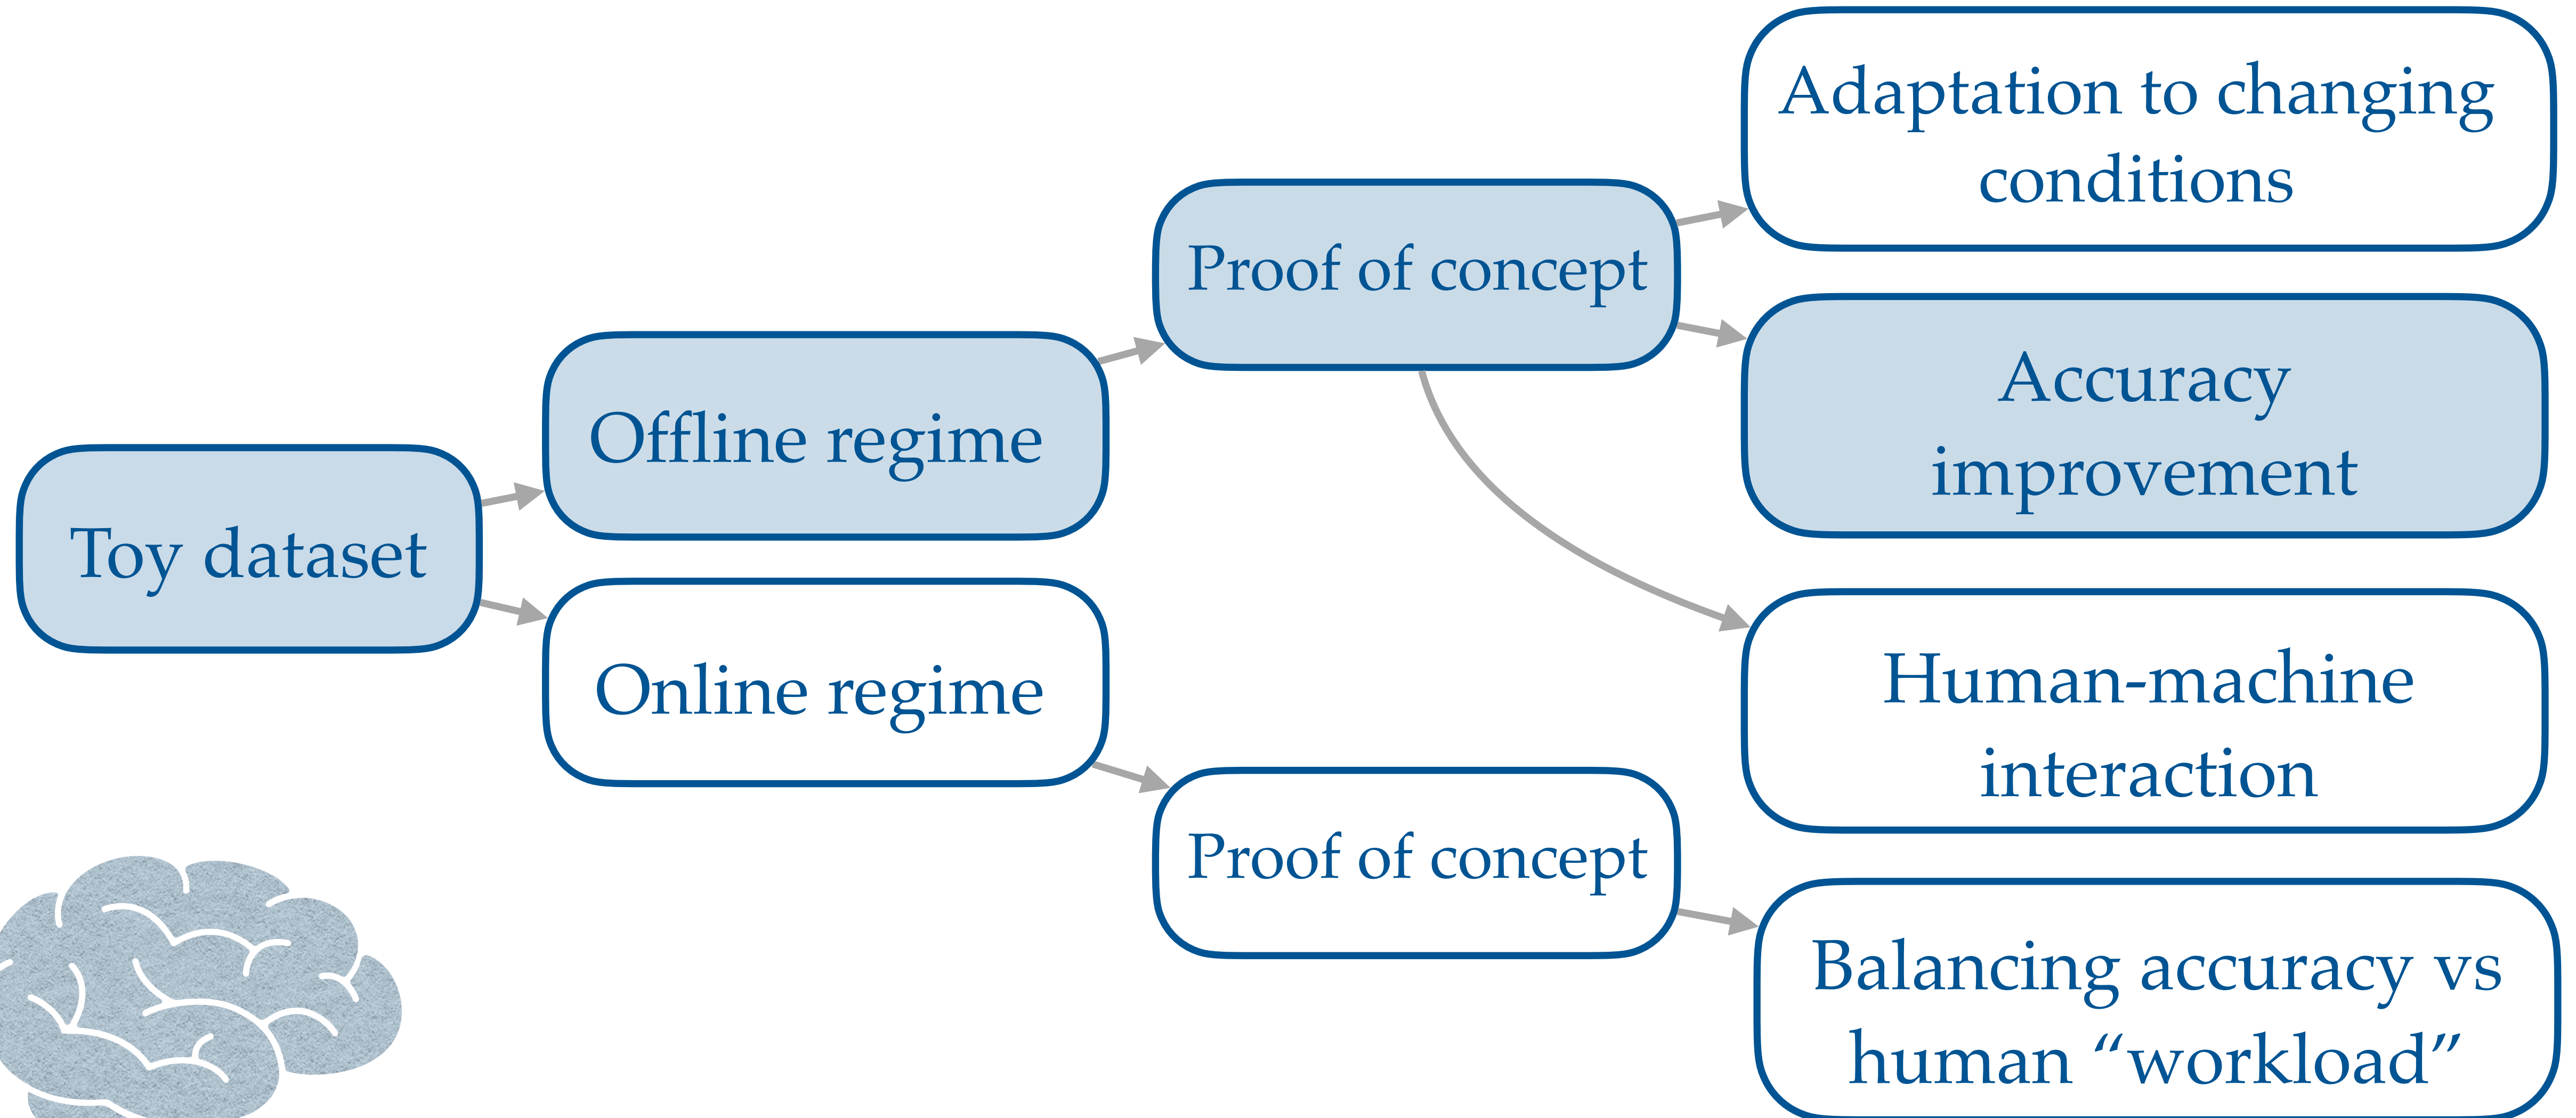 Toy dataset
Offline regime
Online regime
Proof of concept
Proof of concept
Adaptation to changing
conditions
Accuracy
improvement
Human-machine
interaction
Balancing accuracy vs
human “workload”